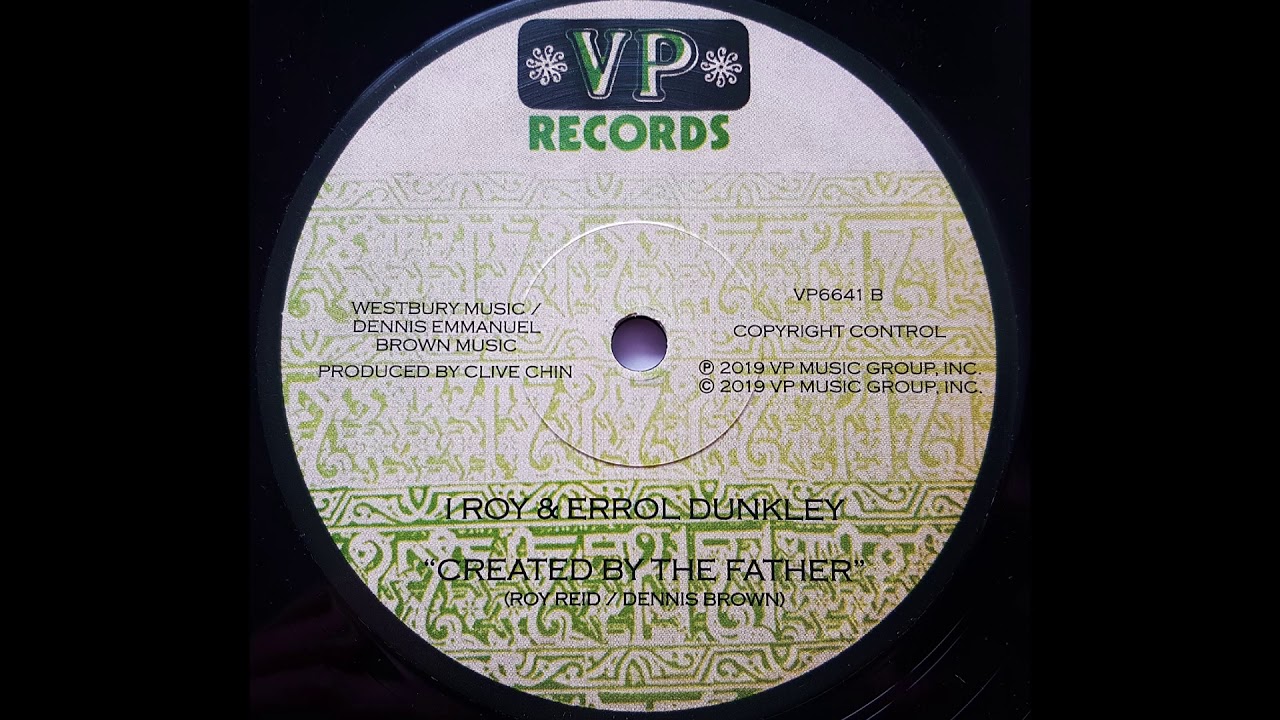 VP
RECORDS
WESTBURY MUSIC /
DENNIS EMMANUEL
BROWN MUSIC
PRODUCED BY CLIVE CHIN
VP6641 B
COPYRIGHT CONTROL
℗ 2019 VP MUSIC GROUP, INC.
© 2019 VP MUSIC GROUP, INC.
I ROY & ERROL DUNKLEY
“CREATED BY THE FATHER”
(ROY REID / DENNIS BROWN)